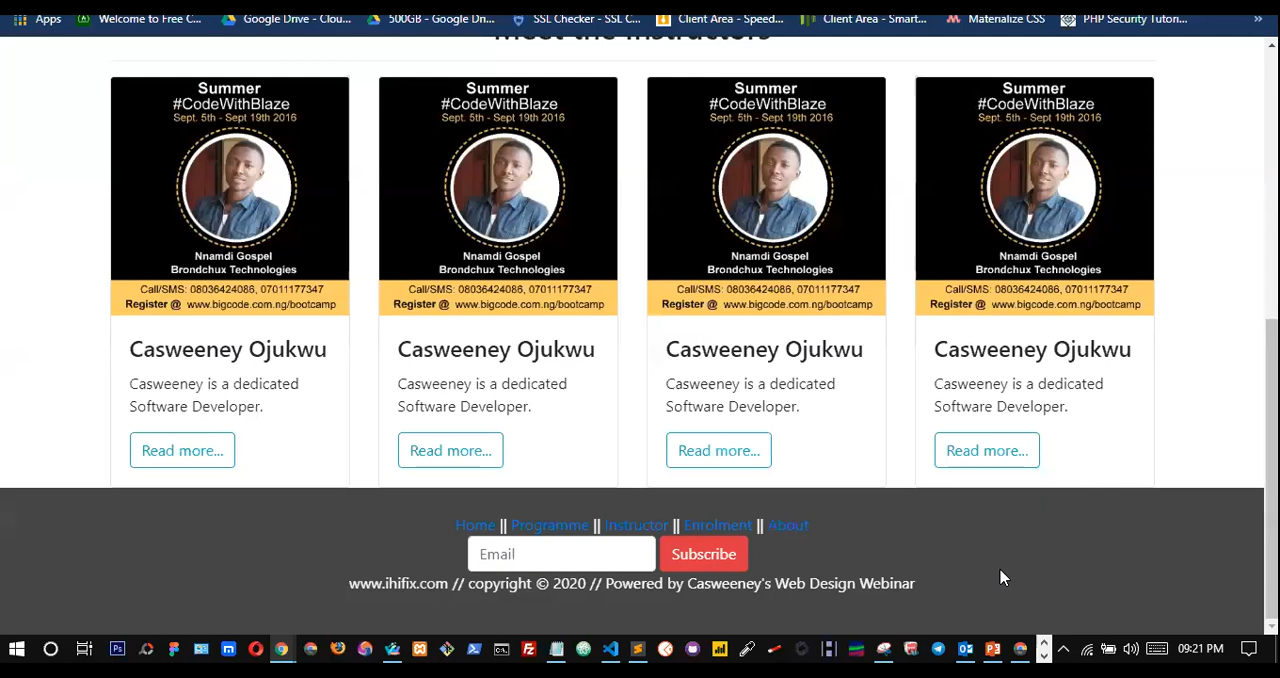 Apps Welcome to Free C... Google Drive - Clou... 500GB - Google Dri... SSL Checker - SSL C... Client Area - Speed... Client Area - Smart... Materialize CSS PHP Security Tuton... »
Meet the Instructors
Summer
#CodeWithBlaze
Sept. 5th - Sept 19th 2016
Nnamdi Gospel
Brondchux Technologies
Call/SMS: 08036424086, 07011177347
Register @ www.bigcode.com.ng/bootcamp
Casweeney Ojukwu
Casweeney is a dedicated
Software Developer.
Read more...
Summer
#CodeWithBlaze
Sept. 5th - Sept 19th 2016
Nnamdi Gospel
Brondchux Technologies
Call/SMS: 08036424086, 07011177347
Register @ www.bigcode.com.ng/bootcamp
Casweeney Ojukwu
Casweeney is a dedicated
Software Developer.
Read more...
Summer
#CodeWithBlaze
Sept. 5th - Sept 19th 2016
Nnamdi Gospel
Brondchux Technologies
Call/SMS: 08036424086, 07011177347
Register @ www.bigcode.com.ng/bootcamp
Casweeney Ojukwu
Casweeney is a dedicated
Software Developer.
Read more...
Summer
#CodeWithBlaze
Sept. 5th - Sept 19th 2016
Nnamdi Gospel
Brondchux Technologies
Call/SMS: 08036424086, 07011177347
Register @ www.bigcode.com.ng/bootcamp
Casweeney Ojukwu
Casweeney is a dedicated
Software Developer.
Read more...
Home || Programme || Instructor || Enrolment || About
Email Subscribe
www.ihifix.com // copyright © 2020 // Powered by Casweeney's Web Design Webinar
09:21 PM